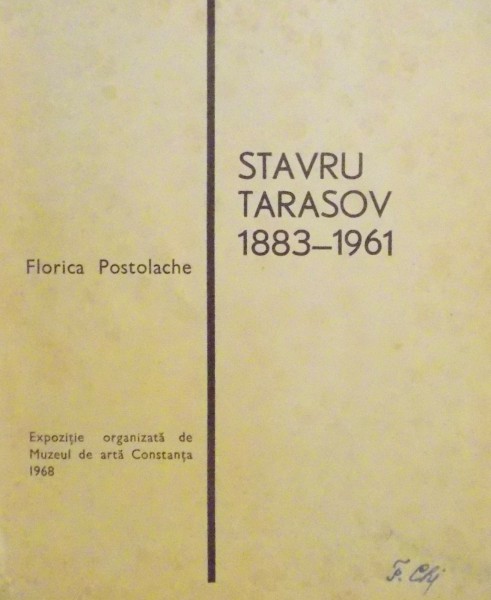 STAVRU
TARASOV
1883–1961
Florica Postolache
Expoziție organizată de
Muzeul de artă Constanța
1968